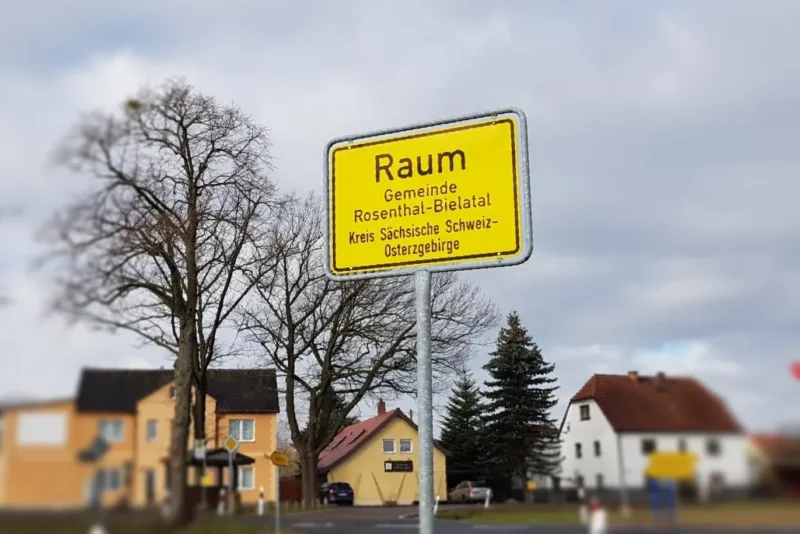 Raum
Gemeinde
Rosenthal-Bielatal
Kreis Sächsische Schweiz-
Osterzgebirge